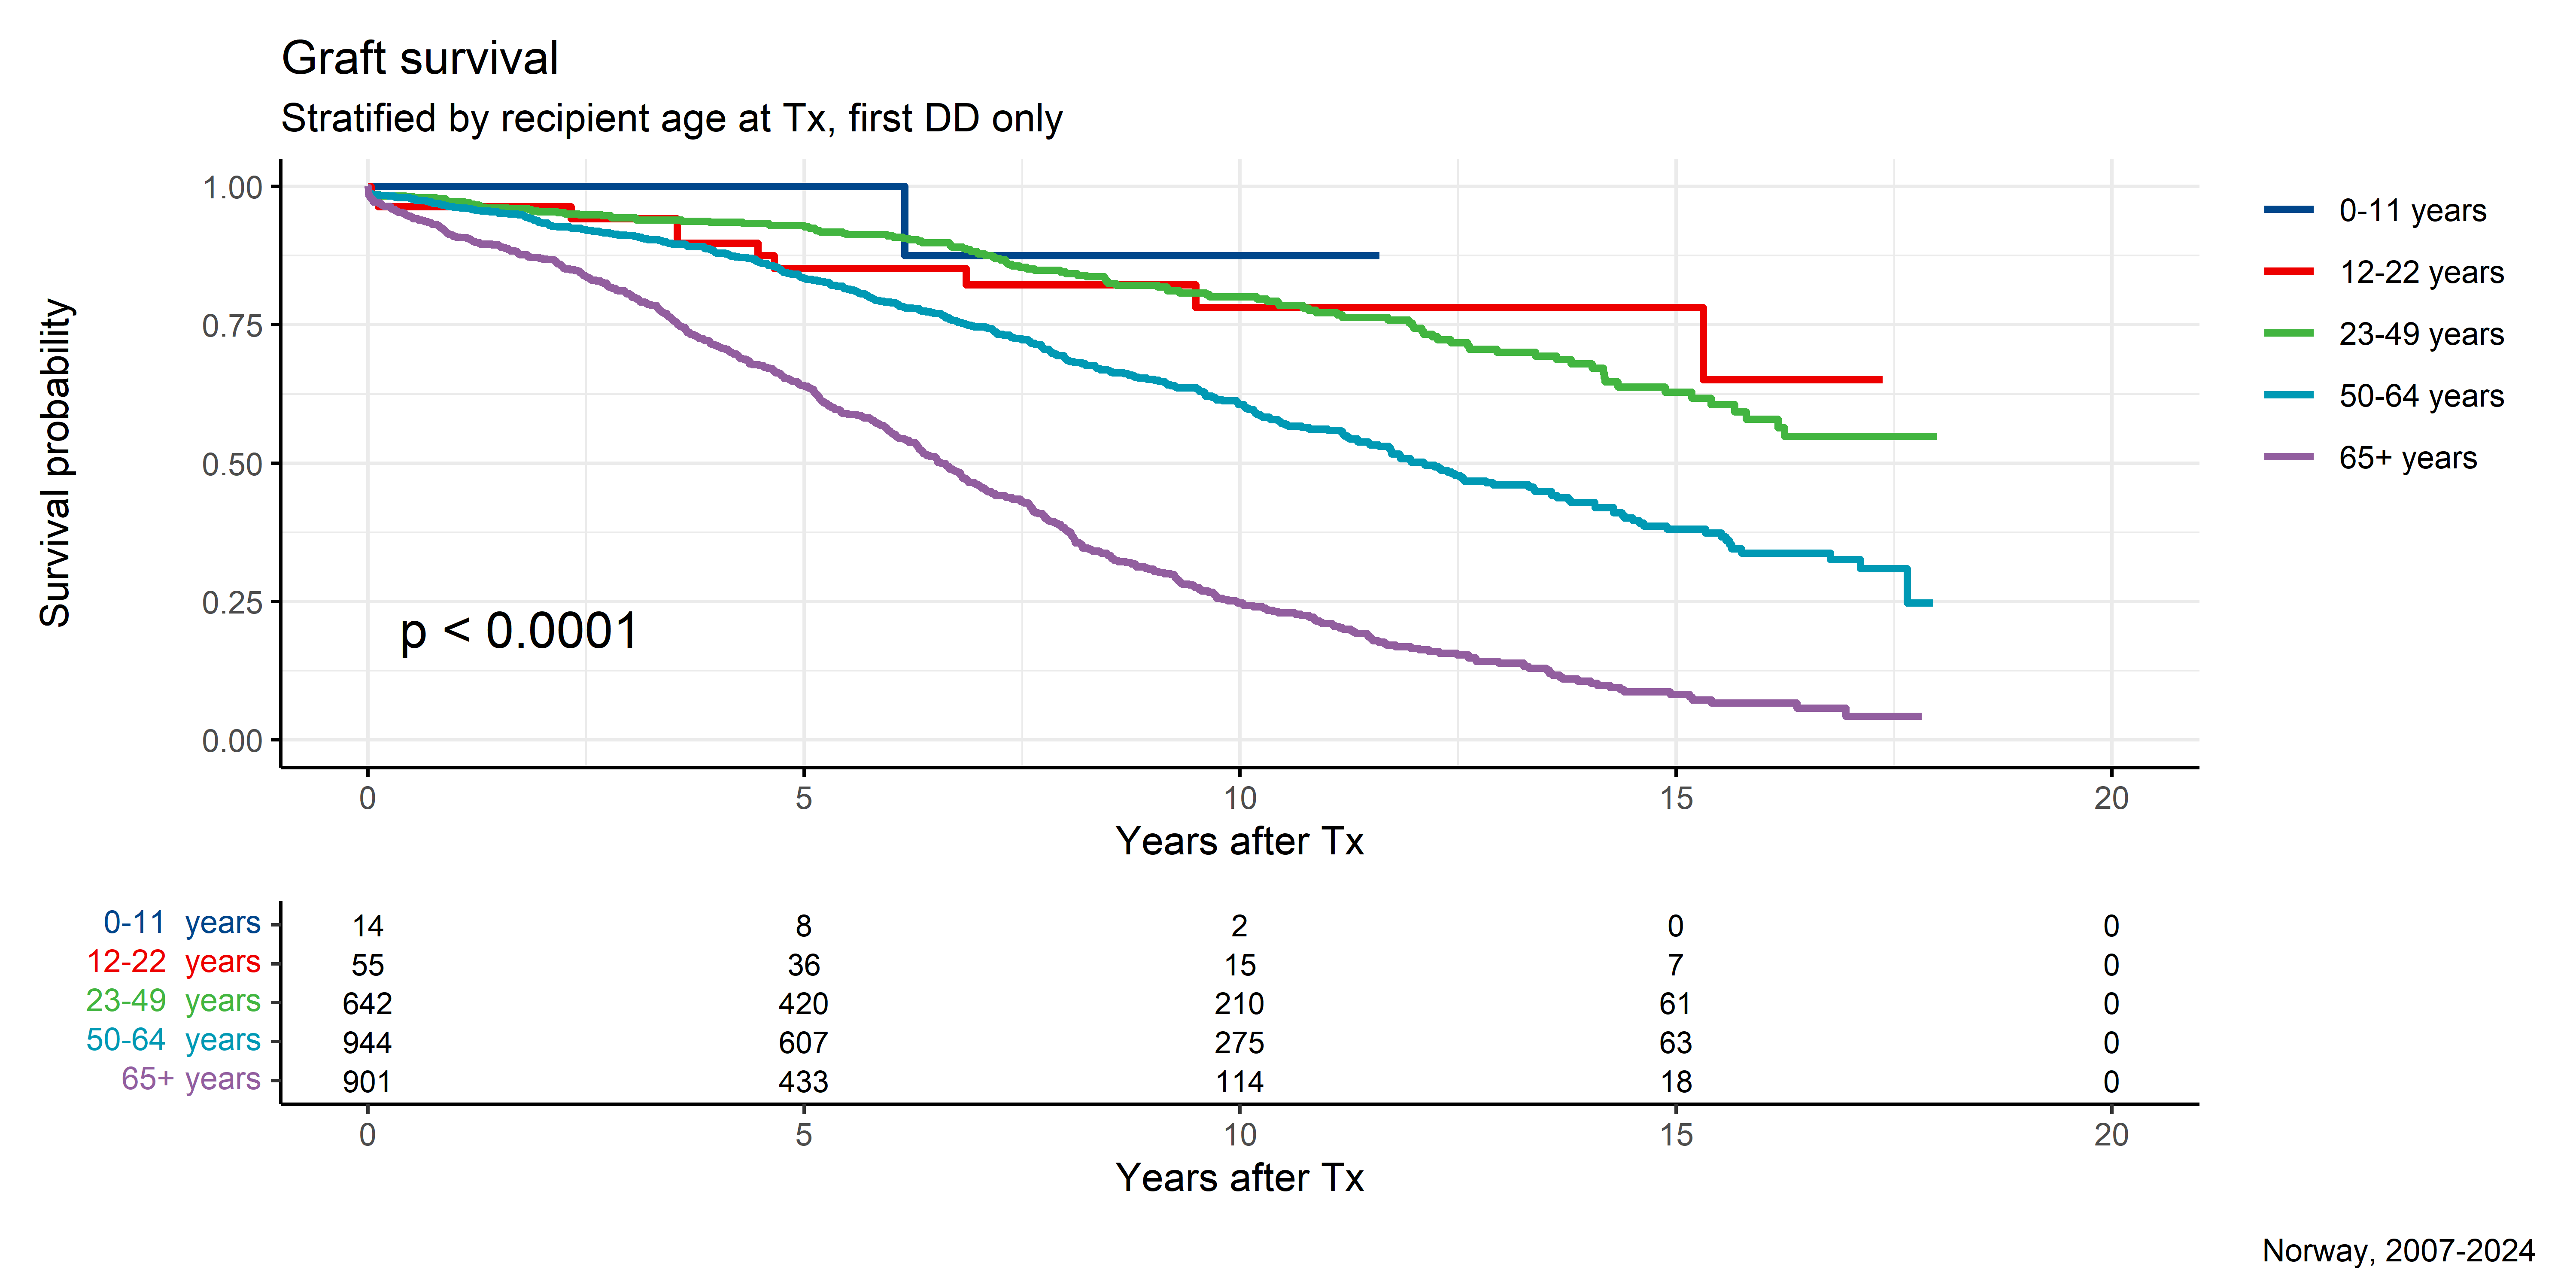 Graft survival
Stratified by recipient age at Tx, first DD only
Survival probability
1.00
0.75
0.50
0.25
0.00
p < 0.0001
0 5 10 15 20
Years after Tx
0-11 years
12-22 years
23-49 years
50-64 years
65+ years
0-11 years 14 8 2 0 0
12-22 years 55 36 15 7 0
23-49 years 642 420 210 61 0
50-64 years 944 607 275 63 0
65+ years 901 433 114 18 0
0 5 10 15 20
Years after Tx
Norway, 2007-2024